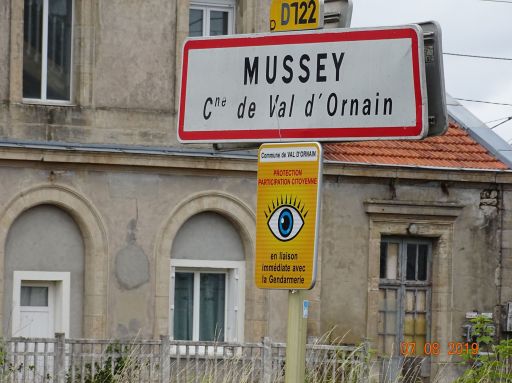 D122
MUSSEY
Cne de Val d'Ornain
Commune de VAL D'ORNAIN
PROTECTION
PARTICIPATION CITOYENNE
en liaison
immédiate avec
la Gendarmerie
07 08 2019